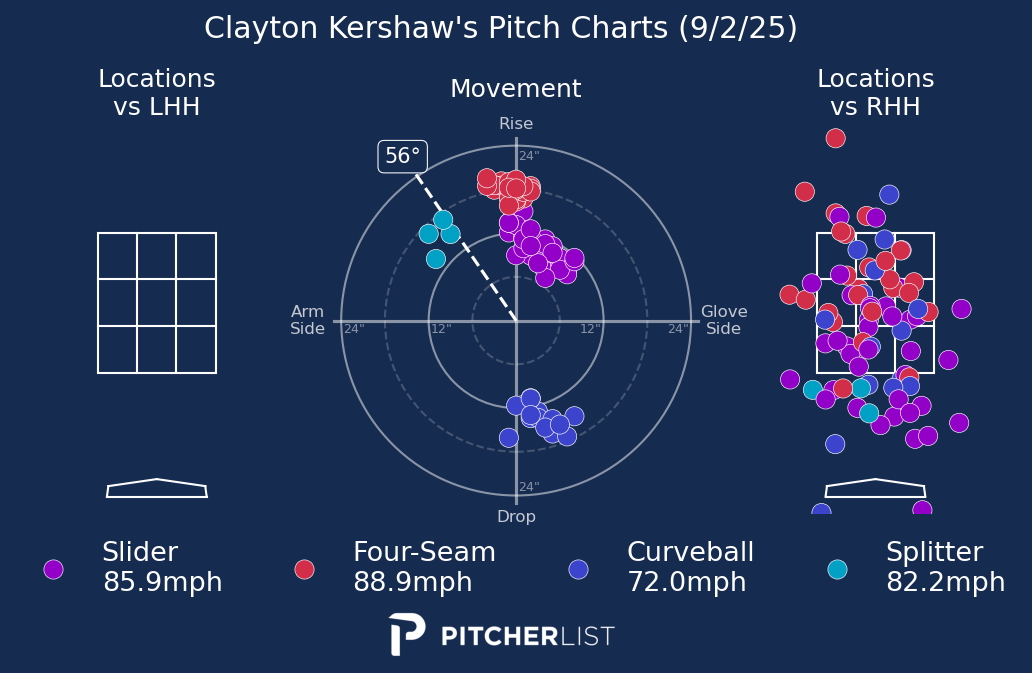 Clayton Kershaw's Pitch Charts (9/2/25)
Locations
vs LHH
Movement
Locations
vs RHH
Rise
56°
24"
Arm
Side
24"
12"
12"
24"
Glove
Side
24"
Drop
Slider
85.9mph
Four-Seam
88.9mph
Curveball
72.0mph
Splitter
82.2mph
PITCHERLIST